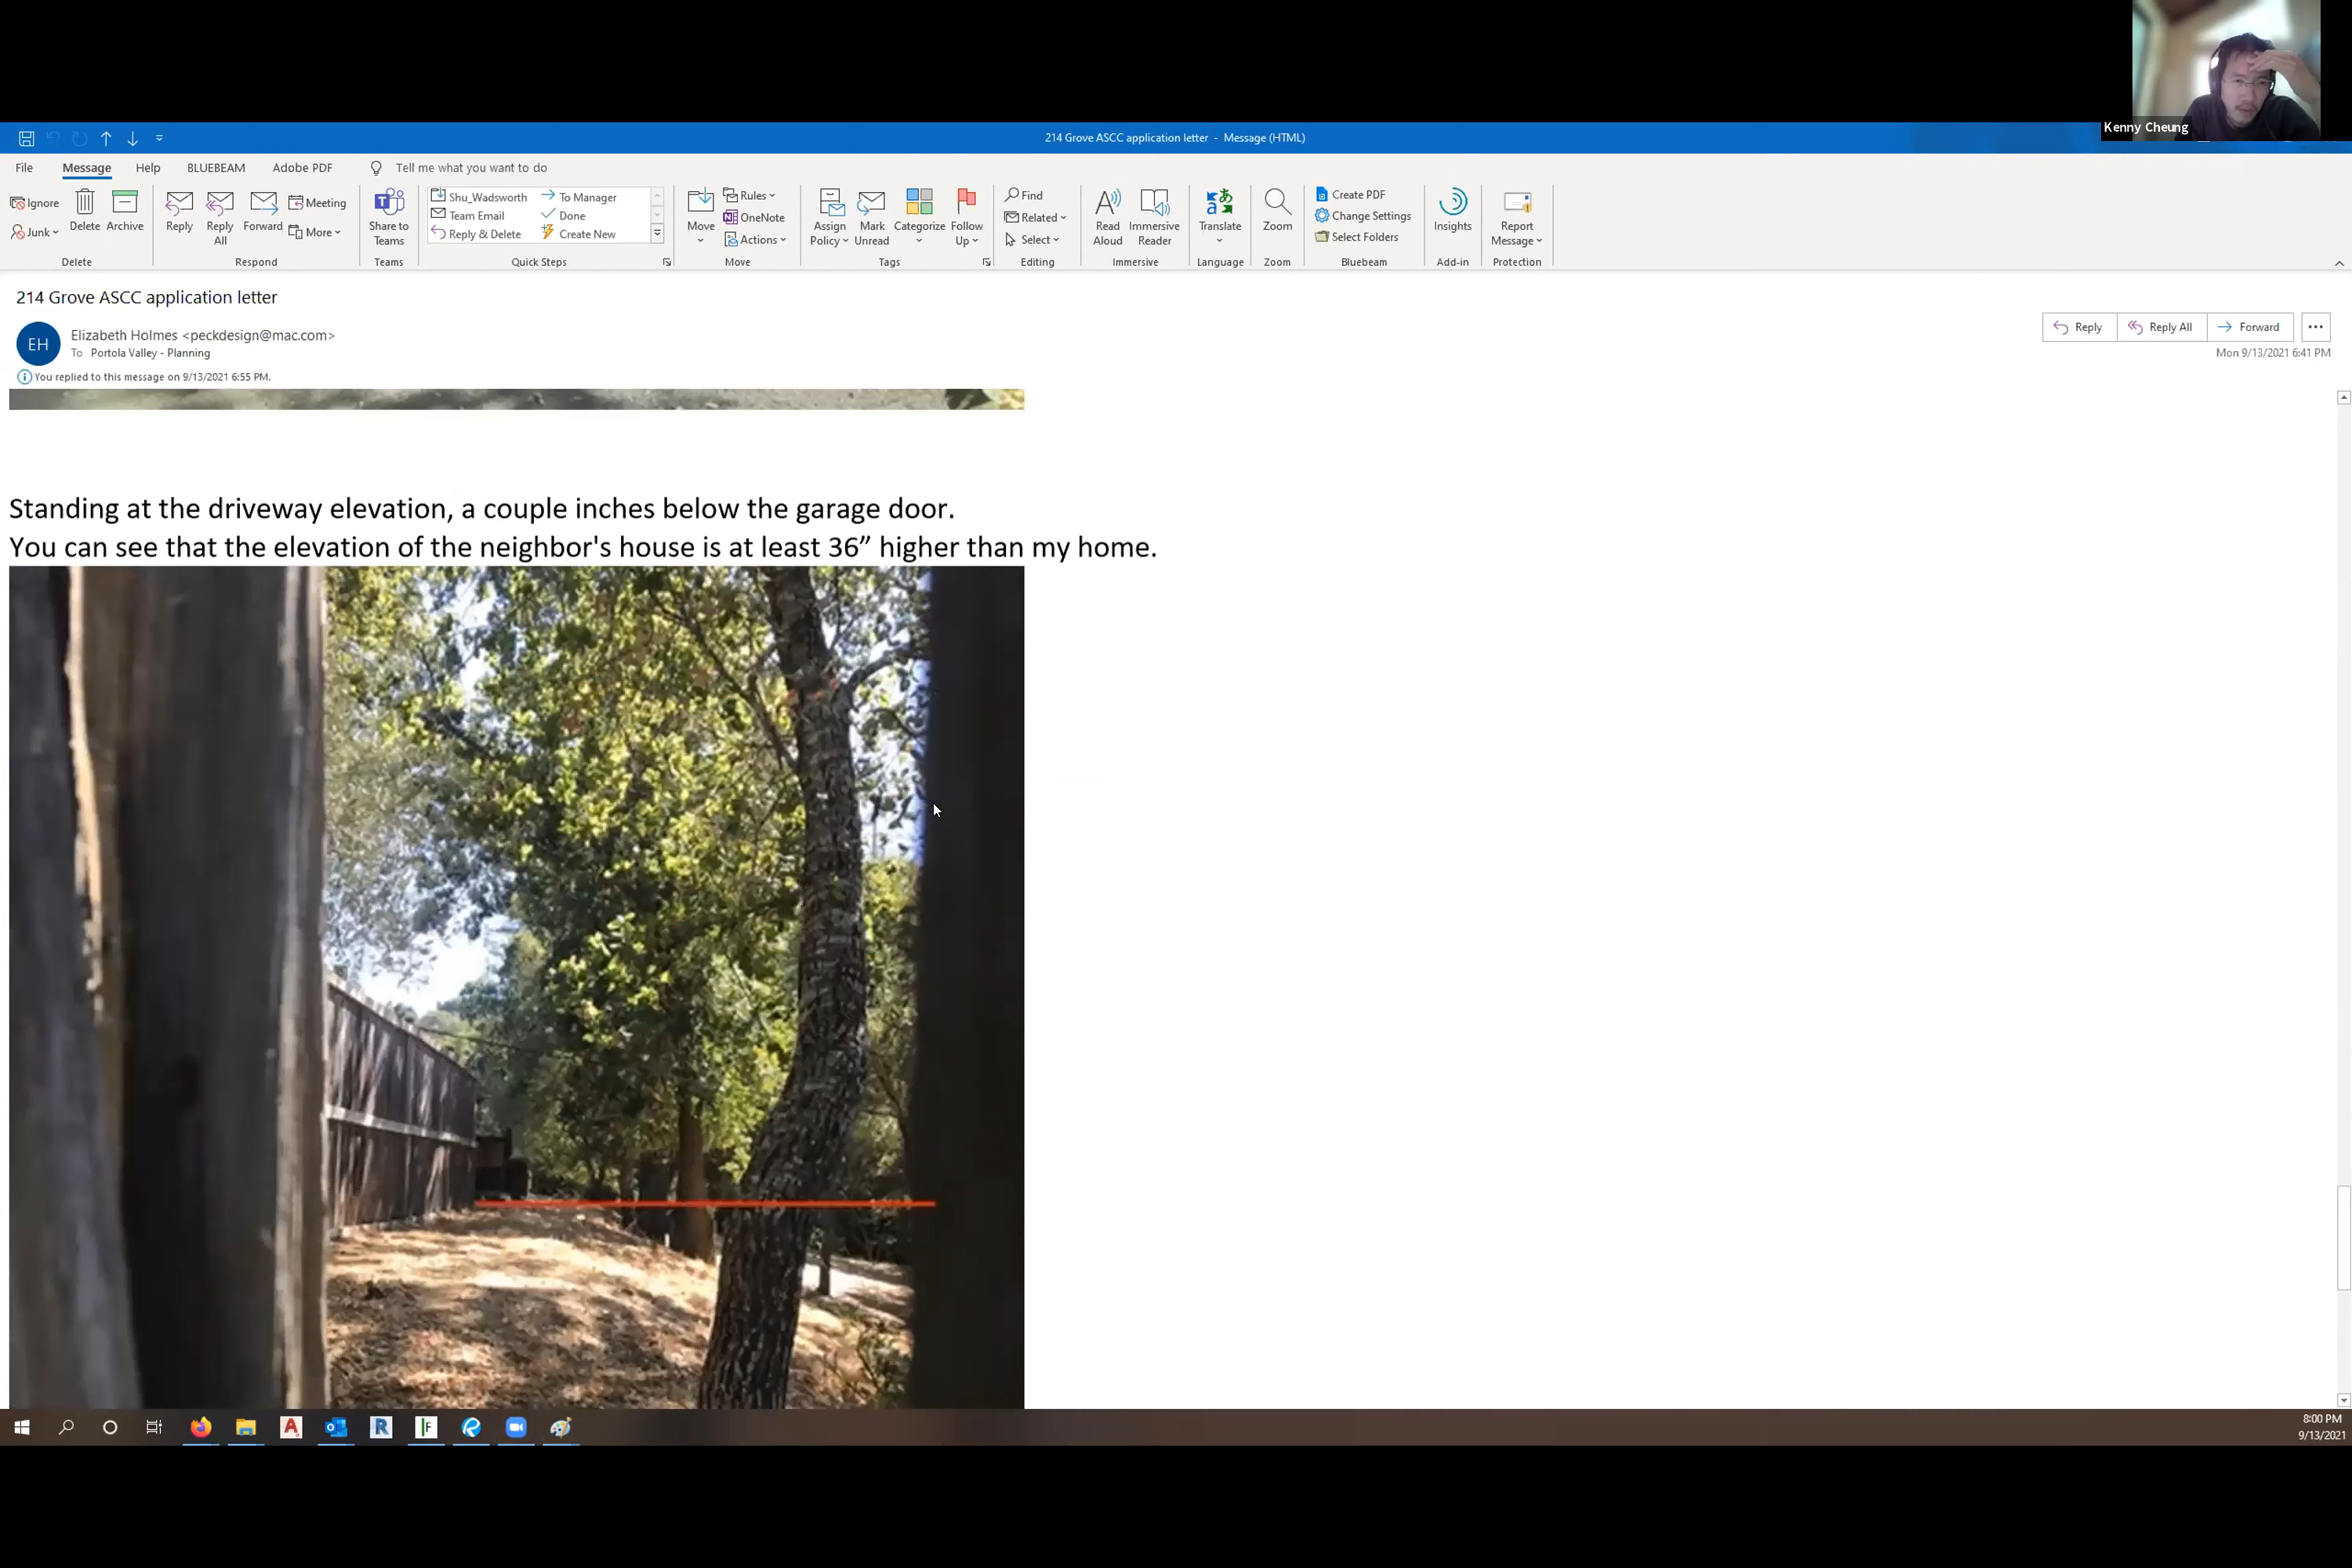 Kenny Cheung
214 Grove ASCC application letter - Message (HTML)
File Message Help BLUEBEAM Adobe PDF Tell me what you want to do
Ignore
Junk
Delete
Archive
Delete
Reply
Reply All
Forward
Meeting
More
Respond
Share to Teams
Teams
Shu_Wadsworth
To Manager
Team Email
Done
Reply & Delete
Create New
Quick Steps
Move
Rules
OneNote
Actions
Move
Assign Policy
Mark Unread
Categorize
Follow Up
Tags
Find
Related
Select
Editing
Read Aloud
Immersive Reader
Immersive
Translate
Language
Zoom
Zoom
Create PDF
Change Settings
Select Folders
Bluebeam
Insights
Add-in
Report Message
Protection
214 Grove ASCC application letter
EH
Elizabeth Holmes <peckdesign@mac.com>
To Portola Valley - Planning
You replied to this message on 9/13/2021 6:55 PM.
Reply Reply All Forward
Mon 9/13/2021 6:41 PM
Standing at the driveway elevation, a couple inches below the garage door.
You can see that the elevation of the neighbor's house is at least 36” higher than my home.
8:00 PM
9/13/2021